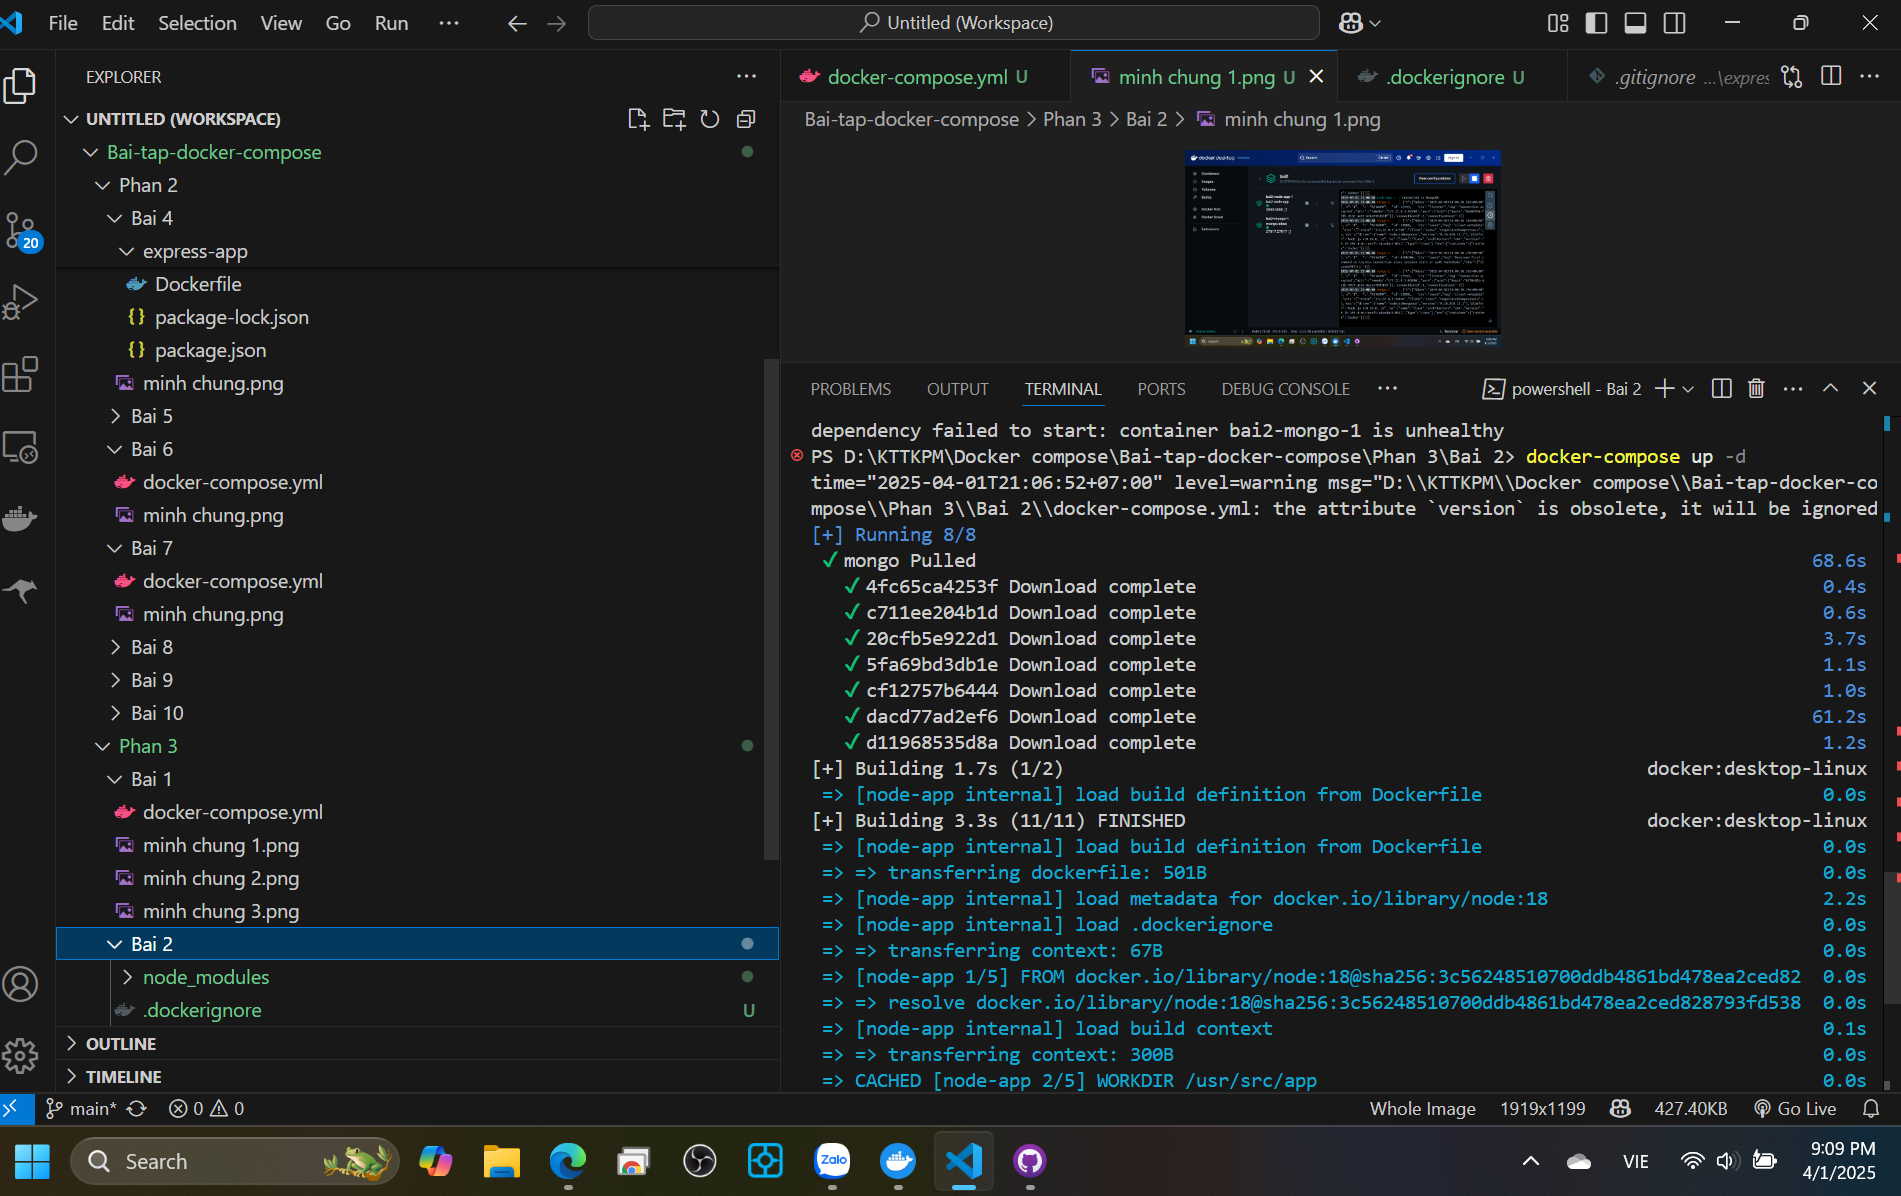 File Edit Selection View Go Run ··· Untitled (Workspace)
EXPLORER
UNTITLED (WORKSPACE)
Bai-tap-docker-compose
Phan 2
Bai 4
express-app
Dockerfile
package-lock.json
package.json
minh chung.png
Bai 5
Bai 6
docker-compose.yml
minh chung.png
Bai 7
docker-compose.yml
minh chung.png
Bai 8
Bai 9
Bai 10
Phan 3
Bai 1
docker-compose.yml
minh chung 1.png
minh chung 2.png
minh chung 3.png
Bai 2
node_modules
.dockerignore U
OUTLINE
TIMELINE
20
docker-compose.yml U minh chung 1.png U .dockerignore U .gitignore ...\expres
Bai-tap-docker-compose > Phan 3 > Bai 2 > minh chung 1.png
PROBLEMS OUTPUT TERMINAL PORTS DEBUG CONSOLE ··· powershell - Bai 2
dependency failed to start: container bai2-mongo-1 is unhealthy
PS D:\KTTKPM\Docker compose\Bai-tap-docker-compose\Phan 3\Bai 2> docker-compose up -d
time="2025-04-01T21:06:52+07:00" level=warning msg="D:\\KTTKPM\\Docker compose\\Bai-tap-docker-co
mpose\\Phan 3\\Bai 2\\docker-compose.yml: the attribute `version` is obsolete, it will be ignored
[+] Running 8/8
✓ mongo Pulled 68.6s
✓ 4fc65ca4253f Download complete 0.4s
✓ c711ee204b1d Download complete 0.6s
✓ 20cfb5e922d1 Download complete 3.7s
✓ 5fa69bd3db1e Download complete 1.1s
✓ cf12757b6444 Download complete 1.0s
✓ dacd77ad2ef6 Download complete 61.2s
✓ d11968535d8a Download complete 1.2s
[+] Building 1.7s (1/2) docker:desktop-linux
=> [node-app internal] load build definition from Dockerfile 0.0s
[+] Building 3.3s (11/11) FINISHED docker:desktop-linux
=> [node-app internal] load build definition from Dockerfile 0.0s
=> => transferring dockerfile: 501B 0.0s
=> [node-app internal] load metadata for docker.io/library/node:18 2.2s
=> [node-app internal] load .dockerignore 0.0s
=> => transferring context: 67B 0.0s
=> [node-app 1/5] FROM docker.io/library/node:18@sha256:3c56248510700ddb4861bd478ea2ced82 0.0s
=> => resolve docker.io/library/node:18@sha256:3c56248510700ddb4861bd478ea2ced828793fd538 0.0s
=> [node-app internal] load build context 0.1s
=> => transferring context: 300B 0.0s
=> CACHED [node-app 2/5] WORKDIR /usr/src/app 0.0s
main* 0 0 Whole Image 1919x1199 427.40KB Go Live
Search Zalo VIE 9:09 PM
4/1/2025